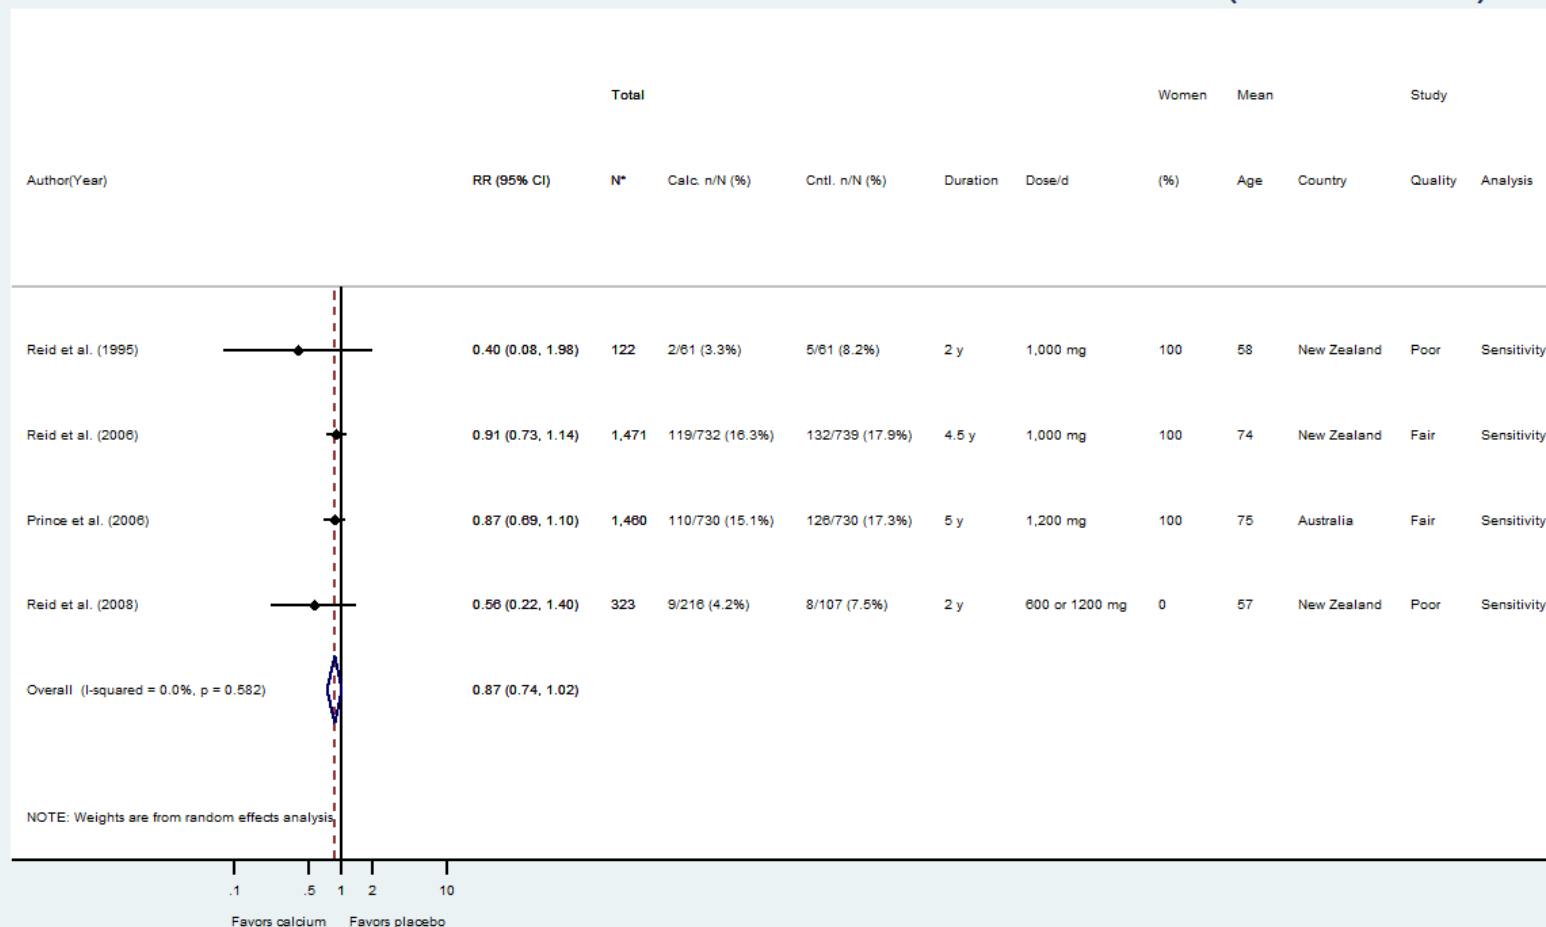 Total Women Mean Study
Author(Year) RR (95% CI) N* Calc. n/N (%) Cntl. n/N (%) Duration Dose/d (%) Age Country Quality Analysis
Reid et al. (1995) 0.40 (0.08, 1.98) 122 2/61 (3.3%) 5/61 (8.2%) 2 y 1,000 mg 100 58 New Zealand Poor Sensitivity
Reid et al. (2006) 0.91 (0.73, 1.14) 1,471 119/732 (16.3%) 132/739 (17.9%) 4.5 y 1,000 mg 100 74 New Zealand Fair Sensitivity
Prince et al. (2006) 0.87 (0.69, 1.10) 1,460 110/730 (15.1%) 126/730 (17.3%) 5 y 1,200 mg 100 75 Australia Fair Sensitivity
Reid et al. (2008) 0.56 (0.22, 1.40) 323 9/216 (4.2%) 8/107 (7.5%) 2 y 600 or 1200 mg 0 57 New Zealand Poor Sensitivity
Overall (I-squared = 0.0%, p = 0.582) 0.87 (0.74, 1.02)
NOTE: Weights are from random effects analysis
.1 .5 1 2 10
Favors calcium Favors placebo